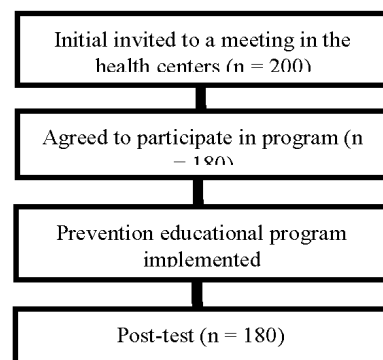 Initial invited to a meeting in the
health centers (n = 200)
Agreed to participate in program (n
= 180)
Prevention educational program
implemented
Post-test (n = 180)